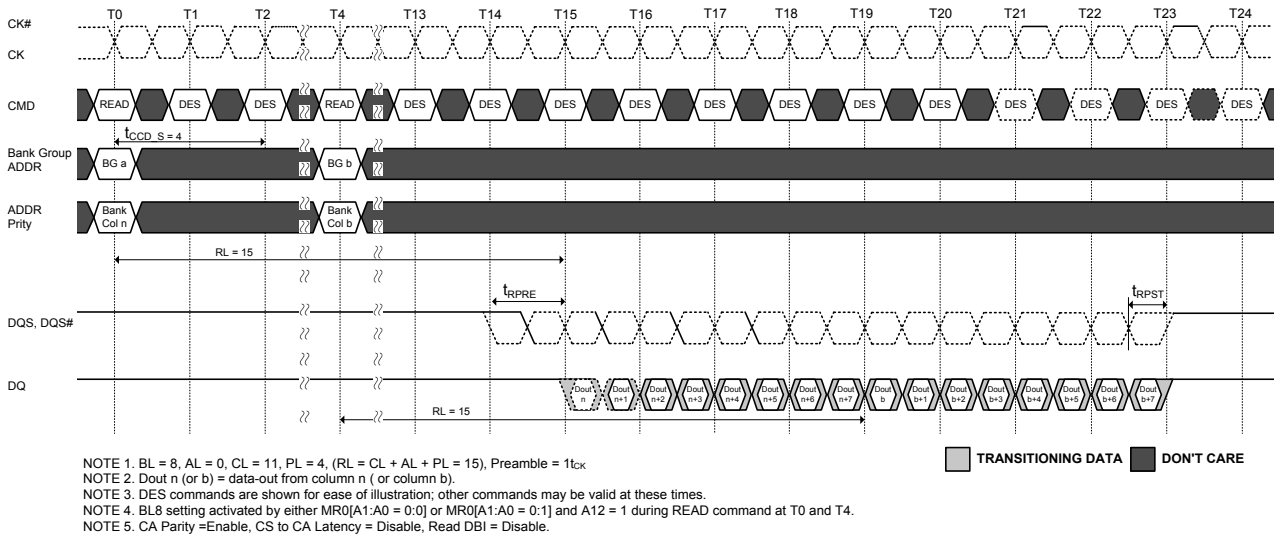 T0 T1 T2 T4 T13 T14 T15 T16 T17 T18 T19 T20 T21 T22 T23 T24
CK#
CK
CMD READ DES DES READ DES DES DES DES DES DES DES DES DES DES DES DES
tCCD_S = 4
Bank Group
ADDR
BG a BG b
ADDR
Prity
Bank
Col n
Bank
Col b
RL = 15
tRPRE tRPST
DQS, DQS#
DQ
Dout
n
Dout
n+1
Dout
n+2
Dout
n+3
Dout
n+4
Dout
n+5
Dout
n+6
Dout
n+7
Dout
b
Dout
b+1
Dout
b+2
Dout
b+3
Dout
b+4
Dout
b+5
Dout
b+6
Dout
b+7
RL = 15
TRANSITIONING DATA DON'T CARE
NOTE 1. BL = 8, AL = 0, CL = 11, PL = 4, (RL = CL + AL + PL = 15), Preamble = 1tCK
NOTE 2. Dout n (or b) = data-out from column n ( or column b).
NOTE 3. DES commands are shown for ease of illustration; other commands may be valid at these times.
NOTE 4. BL8 setting activated by either MR0[A1:A0 = 0:0] or MR0[A1:A0 = 0:1] and A12 = 1 during READ command at T0 and T4.
NOTE 5. CA Parity =Enable, CS to CA Latency = Disable, Read DBI = Disable.